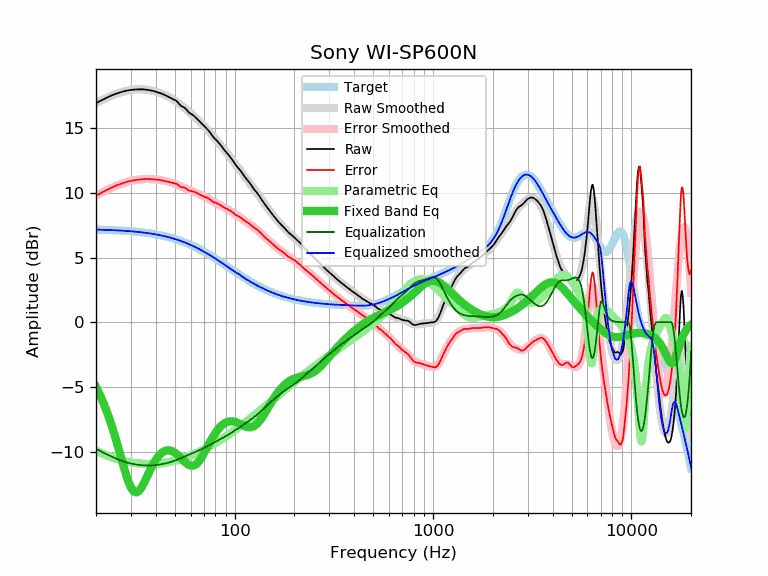 Sony WI-SP600N
Target
Raw Smoothed
Error Smoothed
Raw
Error
Parametric Eq
Fixed Band Eq
Equalization
Equalized smoothed
Amplitude (dBr)
15
10
5
0
−5
−10
100
1000
10000
Frequency (Hz)